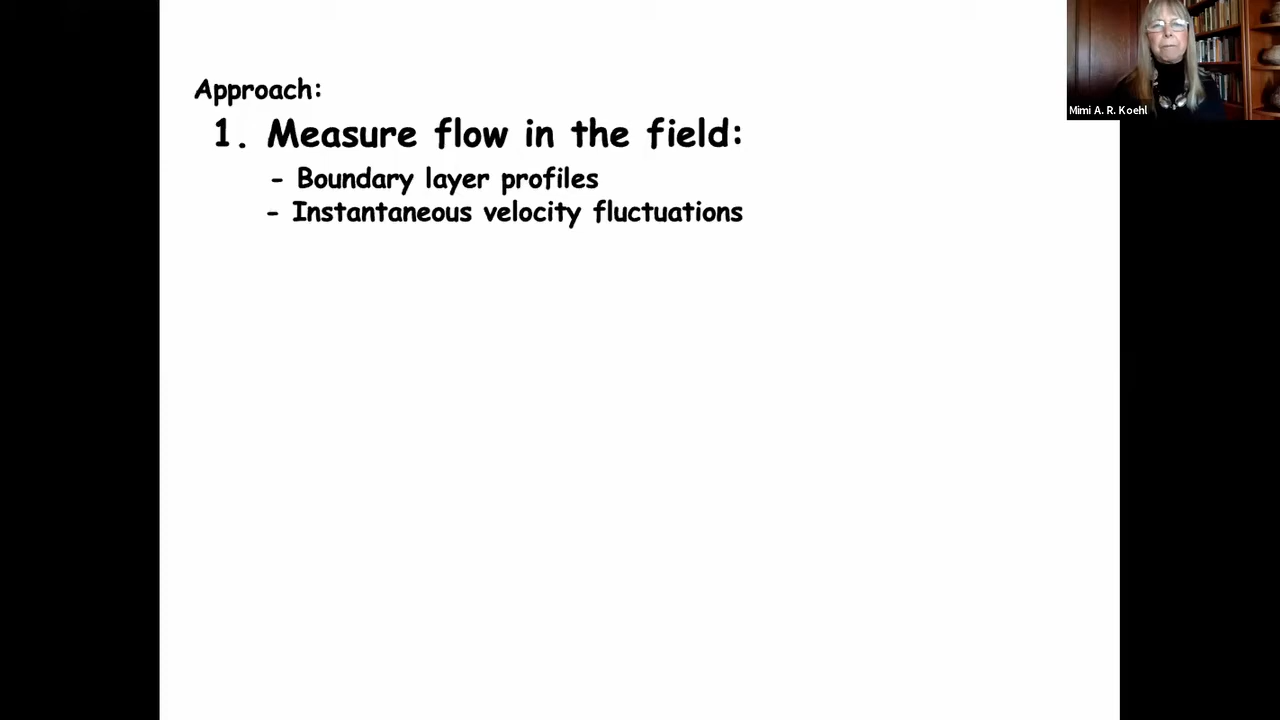 Approach:
1. Measure flow in the field:
- Boundary layer profiles
- Instantaneous velocity fluctuations
Mimi A. R. Koehl